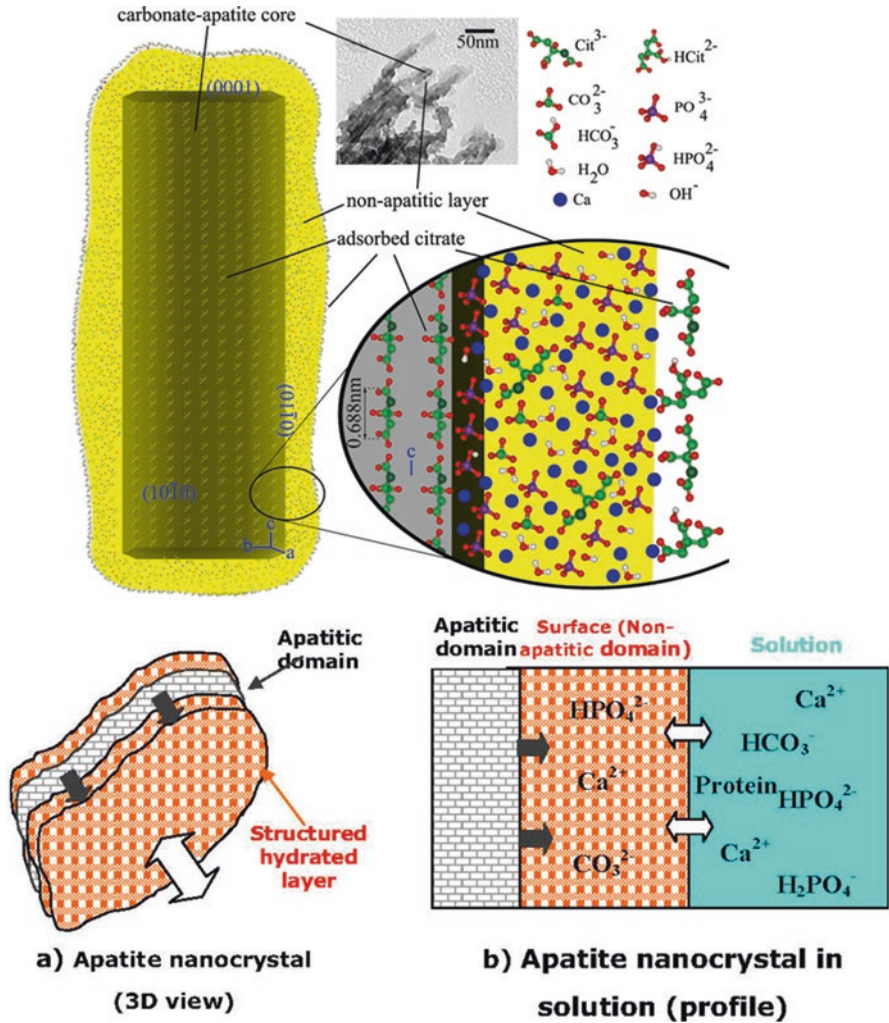 carbonate-apatite core
50nm
Cit³⁻
HCit²⁻
CO₃²⁻
PO₄³⁻
HCO₃⁻
HPO₄²⁻
H₂O
OH⁻
Ca
(0001)
non-apatitic layer
adsorbed citrate
(01̄10)
(101̄0)
0.688nm
c
c
b
a
Apatitic
domain
Structured
hydrated
layer
a) Apatite nanocrystal
(3D view)
Apatitic
domain
Surface (Non-
apatitic domain)
Solution
HPO₄²⁻
Ca²⁺
CO₃²⁻
Ca²⁺
HCO₃⁻
Protein
HPO₄²⁻
Ca²⁺
H₂PO₄⁻
b) Apatite nanocrystal in
solution (profile)